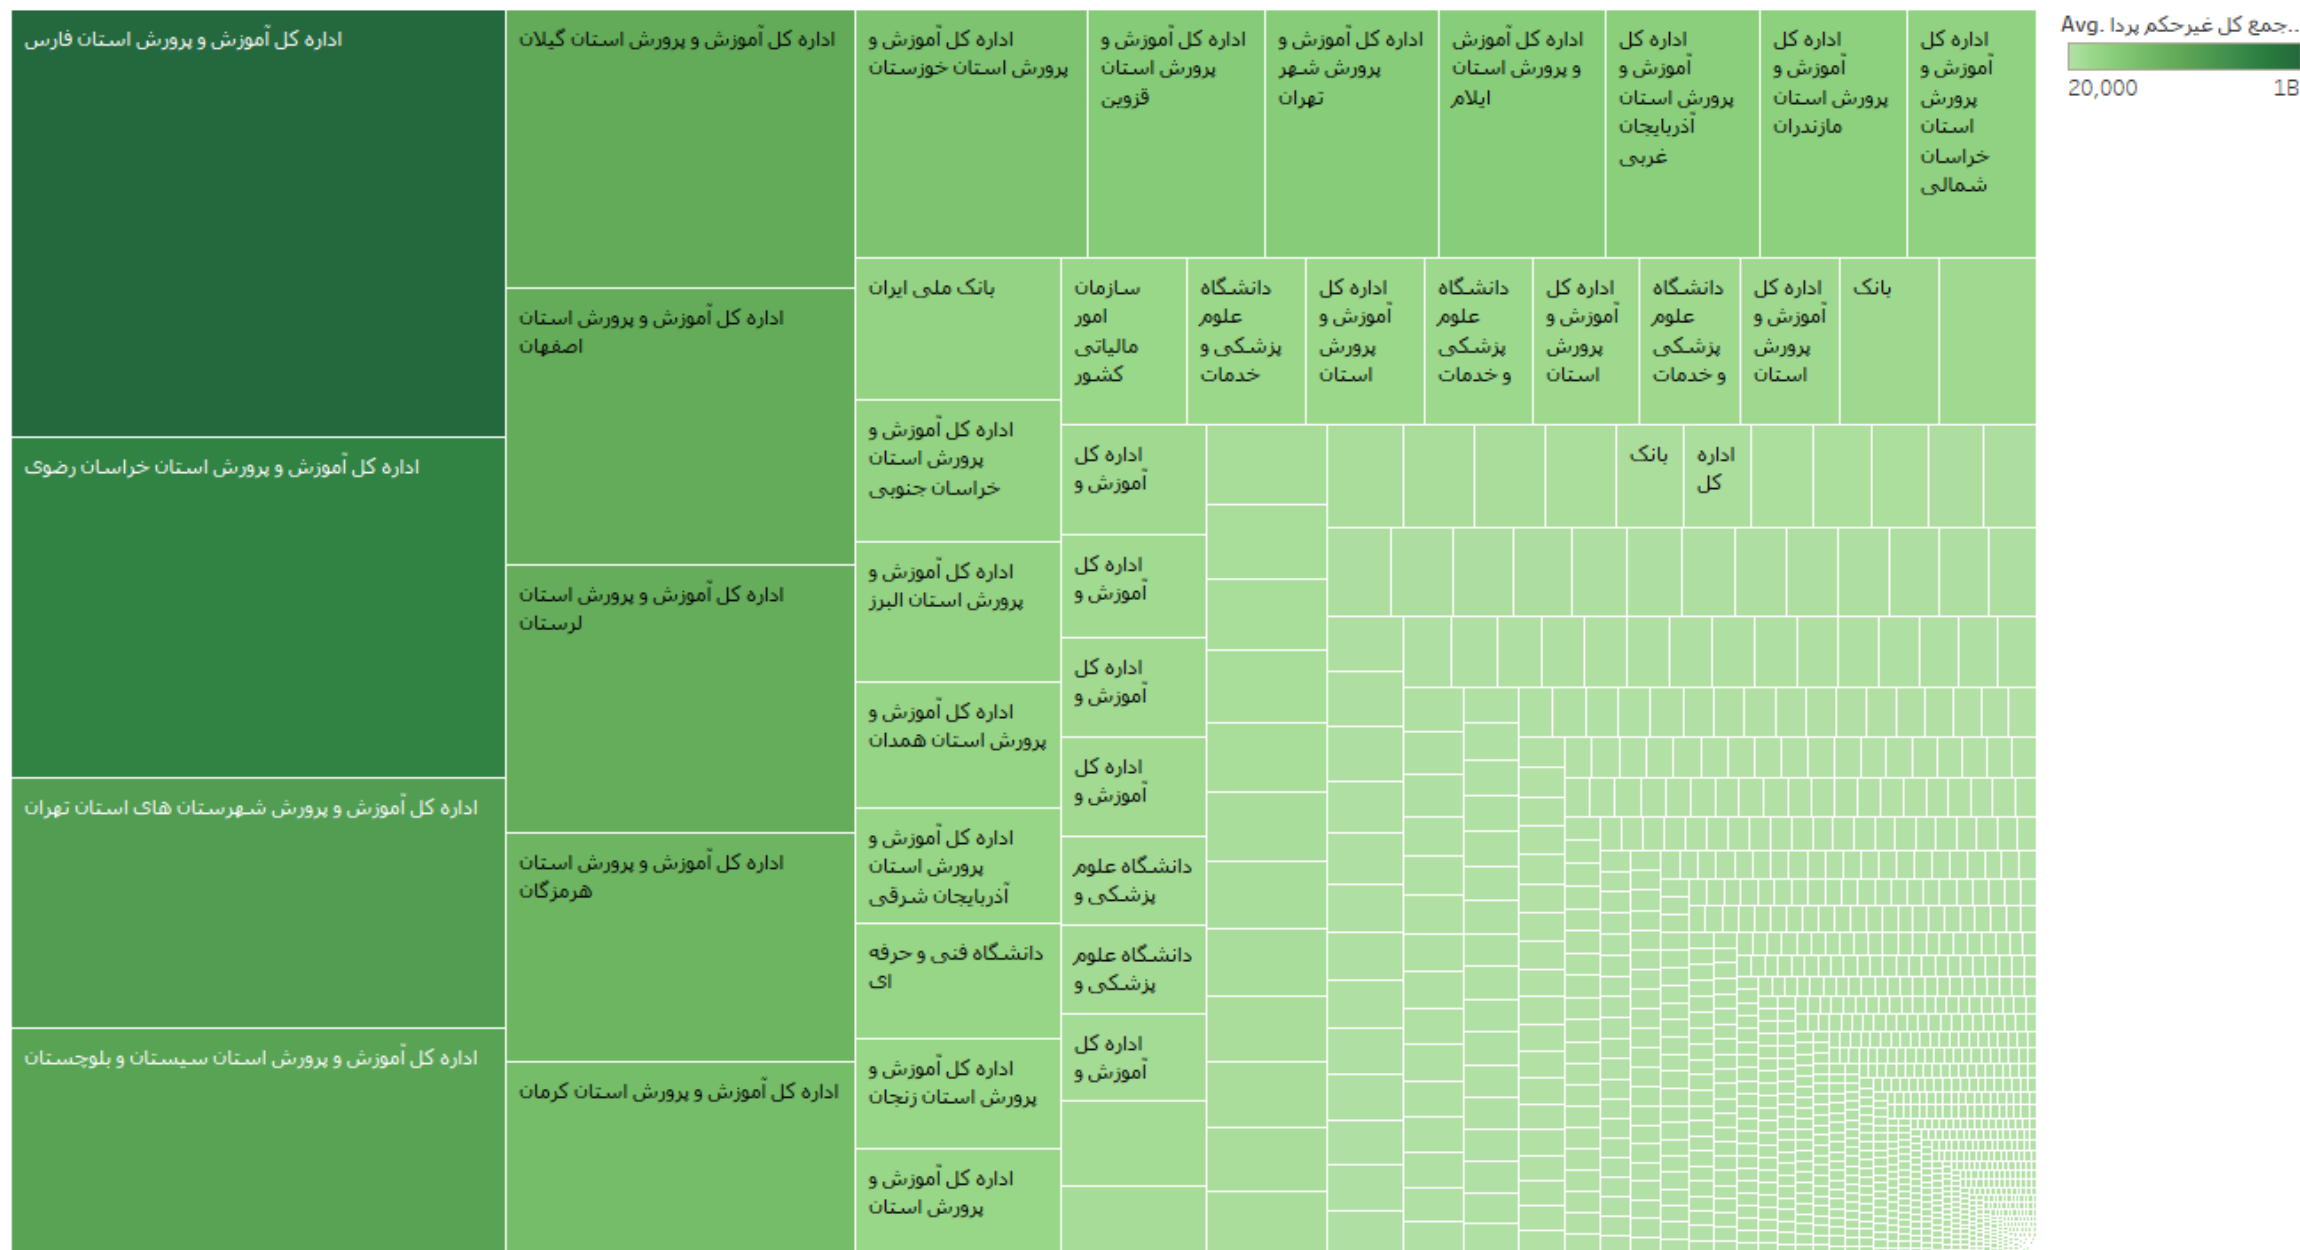 اداره کل آموزش و پرورش استان فارس
اداره کل آموزش و پرورش استان خراسان رضوی
اداره کل آموزش و پرورش شهرستان های استان تهران
اداره کل آموزش و پرورش استان سیستان و بلوچستان
اداره کل آموزش و پرورش استان گیلان
اداره کل آموزش و پرورش استان
اصفهان
اداره کل آموزش و پرورش استان
لرستان
اداره کل آموزش و پرورش استان
هرمزگان
اداره کل آموزش و پرورش استان کرمان
اداره کل آموزش و
پرورش استان خوزستان
اداره کل آموزش و
پرورش استان
قزوین
اداره کل آموزش و
پرورش شهر
تهران
اداره کل آموزش
و پرورش استان
ایلام
اداره کل
آموزش و
پرورش استان
آذربایجان
غربی
اداره کل
آموزش و
پرورش استان
مازندران
اداره کل
آموزش و
پرورش
استان
خراسان
شمالی
بانک ملی ایران
اداره کل آموزش و
پرورش استان
خراسان جنوبی
اداره کل آموزش و
پرورش استان البرز
اداره کل آموزش و
پرورش استان همدان
اداره کل آموزش و
پرورش استان
آذربایجان شرقی
دانشگاه فنی و حرفه
ای
اداره کل آموزش و
پرورش استان زنجان
اداره کل آموزش و
پرورش استان
سازمان
امور
مالیاتی
کشور
دانشگاه
علوم
پزشکی و
خدمات
اداره کل
آموزش و
پرورش
استان
دانشگاه
علوم
پزشکی
و خدمات
اداره کل
آموزش و
پرورش
استان
دانشگاه
علوم
پزشکی
و خدمات
اداره کل
آموزش و
پرورش
استان
بانک
اداره کل
آموزش و
اداره کل
آموزش و
اداره کل
آموزش و
اداره کل
آموزش و
دانشگاه علوم
پزشکی و
دانشگاه علوم
پزشکی و
اداره کل
آموزش و
بانک
اداره
کل
Avg. جمع کل غیرحکم پردا..
20,000 1B